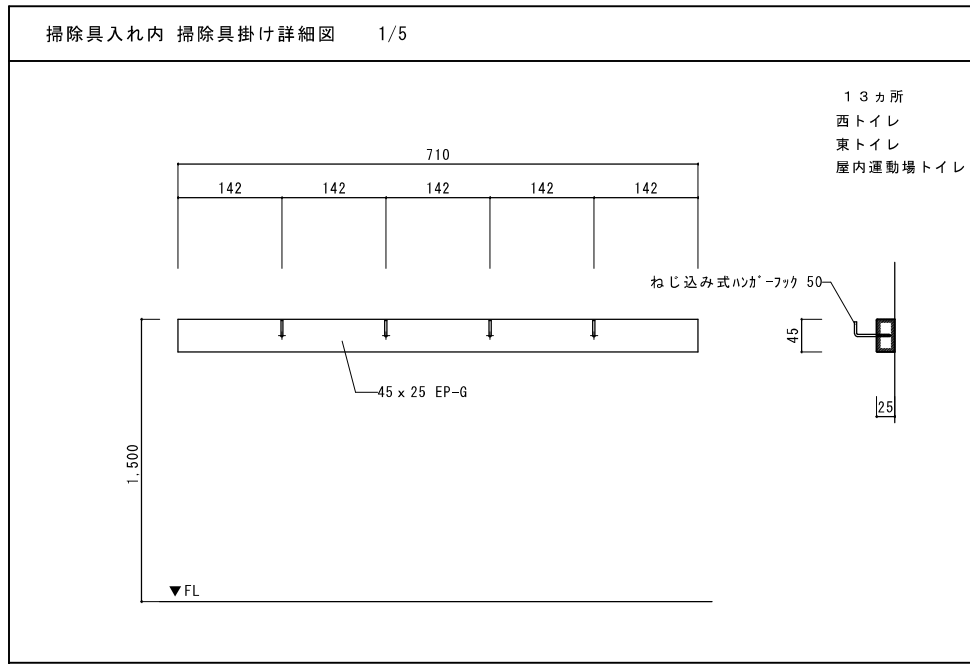 掃除具入れ内 掃除具掛け詳細図 1/5
１３ヵ所
西トイレ
東トイレ
屋内運動場トイレ
710
142 142 142 142 142
ねじ込み式ﾊﾝｶﾞｰﾌｯｸ 50
45
45 x 25 EP-G
25
1,500
▼FL